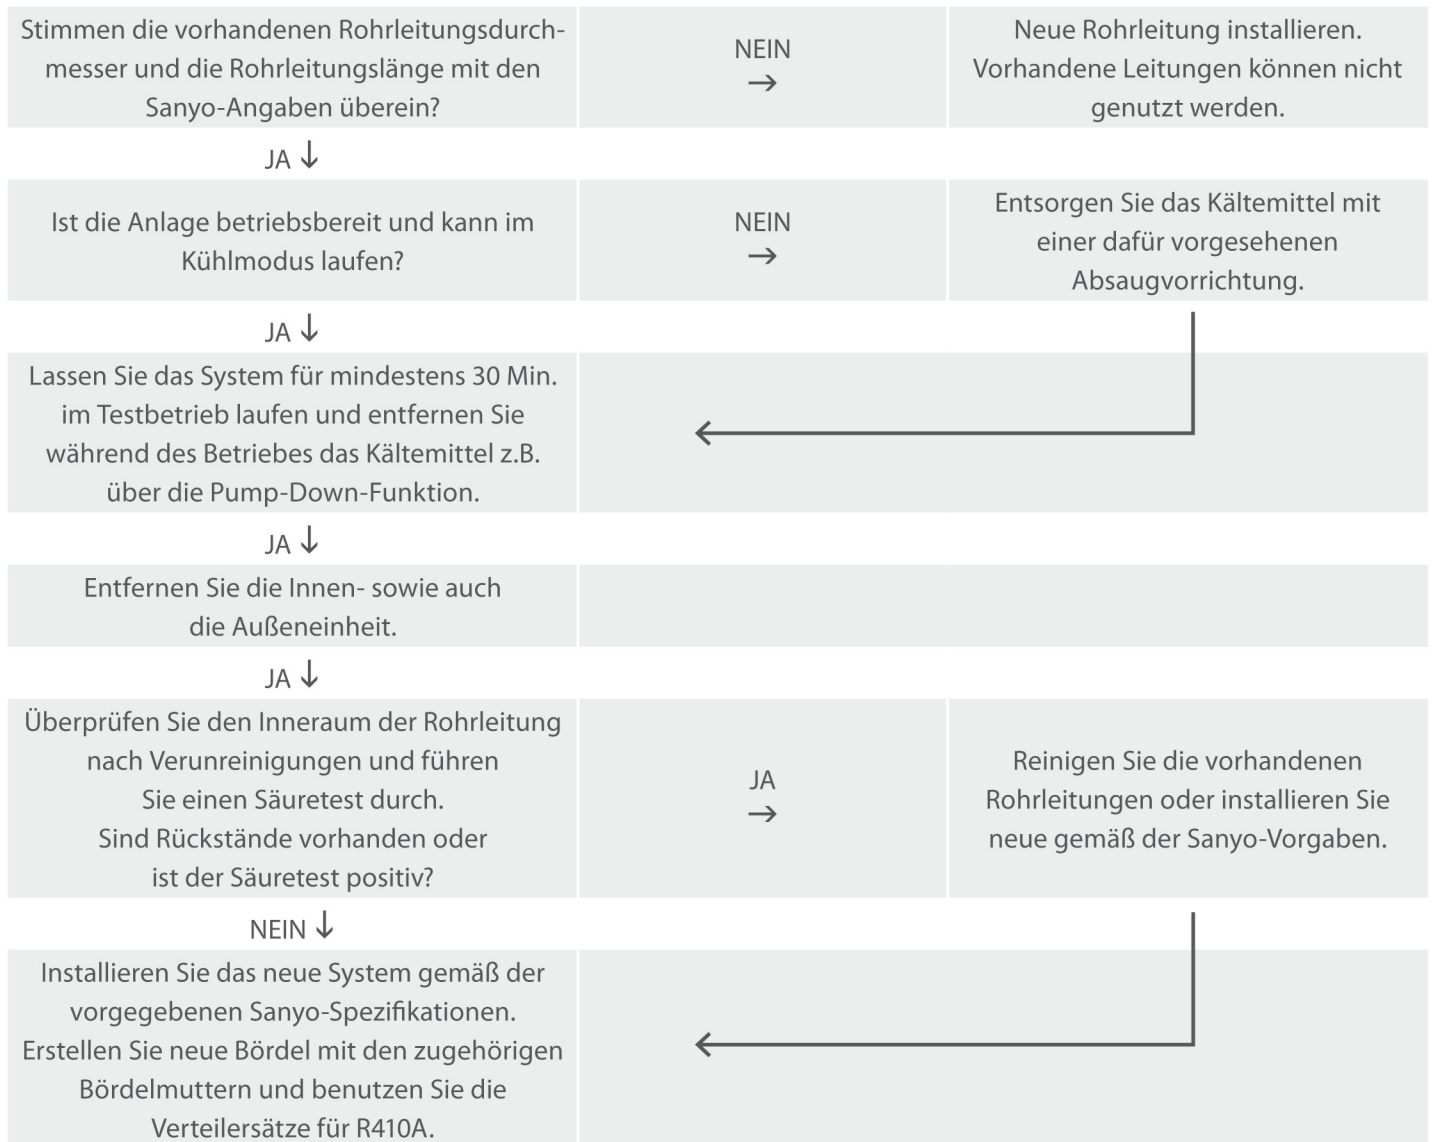 Stimmen die vorhandenen Rohrleitungsdurch-
messer und die Rohrleitungslänge mit den
Sanyo-Angaben überein?
NEIN
→
Neue Rohrleitung installieren.
Vorhandene Leitungen können nicht
genutzt werden.
JA ↓
Ist die Anlage betriebsbereit und kann im
Kühlmodus laufen?
NEIN
→
Entsorgen Sie das Kältemittel mit
einer dafür vorgesehenen
Absaugvorrichtung.
JA ↓
Lassen Sie das System für mindestens 30 Min.
im Testbetrieb laufen und entfernen Sie
während des Betriebes das Kältemittel z.B.
über die Pump-Down-Funktion.
JA ↓
Entfernen Sie die Innen- sowie auch
die Außeneinheit.
JA ↓
Überprüfen Sie den Inneraum der Rohrleitung
nach Verunreinigungen und führen
Sie einen Säuretest durch.
Sind Rückstände vorhanden oder
ist der Säuretest positiv?
JA
→
Reinigen Sie die vorhandenen
Rohrleitungen oder installieren Sie
neue gemäß der Sanyo-Vorgaben.
NEIN ↓
Installieren Sie das neue System gemäß der
vorgegebenen Sanyo-Spezifikationen.
Erstellen Sie neue Bördel mit den zugehörigen
Bördelmuttern und benutzen Sie die
Verteilersätze für R410A.